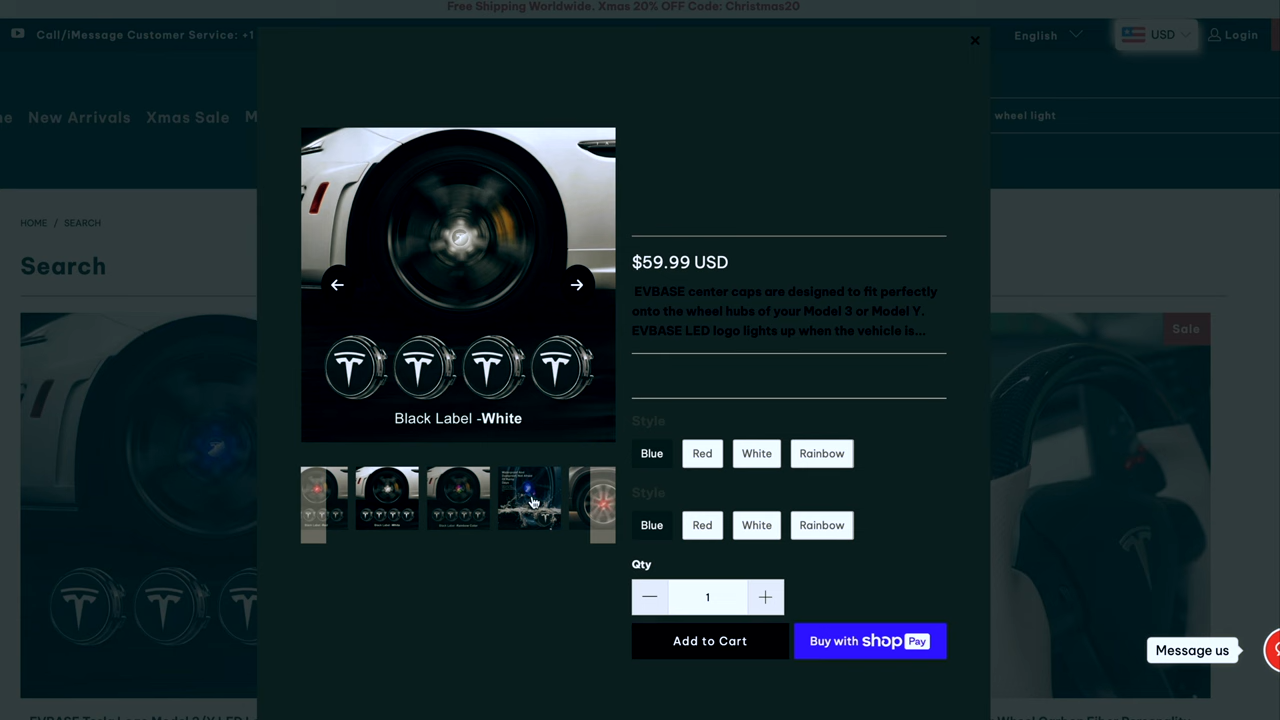 Free Shipping Worldwide. Xmas 20% OFF Code: Christmas20
Call/iMessage Customer Service: +1
English
USD
Login
New Arrivals
Xmas Sale
wheel light
HOME / SEARCH
Search
Sale
$59.99 USD
EVBASE center caps are designed to fit perfectly
onto the wheel hubs of your Model 3 or Model Y.
EVBASE LED logo lights up when the vehicle is...
Black Label -White
Style
Blue
Red
White
Rainbow
Style
Blue
Red
White
Rainbow
Qty
1
Add to Cart
Buy with shop Pay
Message us